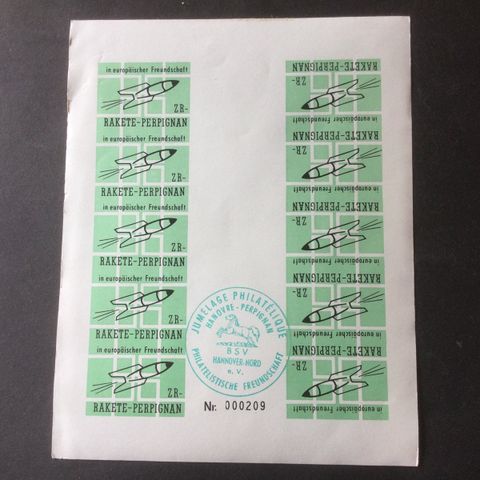 in europäischer Freundschaft
ZR-
RAKETE-PERPIGNAN
in europäischer Freundschaft
ZR-
RAKETE-PERPIGNAN
in europäischer Freundschaft
ZR-
RAKETE-PERPIGNAN
in europäischer Freundschaft
ZR-
RAKETE-PERPIGNAN
in europäischer Freundschaft
ZR-
RAKETE-PERPIGNAN
RAKETE-PERPIGNAN
ZR-
in europäischer Freundschaft
RAKETE-PERPIGNAN
ZR-
in europäischer Freundschaft
RAKETE-PERPIGNAN
ZR-
in europäischer Freundschaft
RAKETE-PERPIGNAN
ZR-
in europäischer Freundschaft
RAKETE-PERPIGNAN
ZR-
in europäischer Freundschaft
JUMELAGE PHILATÉLIQUE
HANOVRE-PERPIGNAN
BSV
HANNOVER-NORD
e. V.
PHILATELISTISCHE FREUNDSCHAFT
Nr. 000209